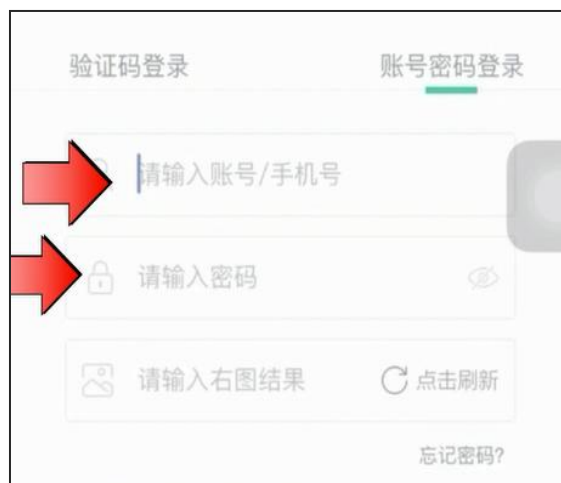 验证码登录 账号密码登录
请输入账号/手机号
请输入密码
请输入右图结果 点击刷新
忘记密码?